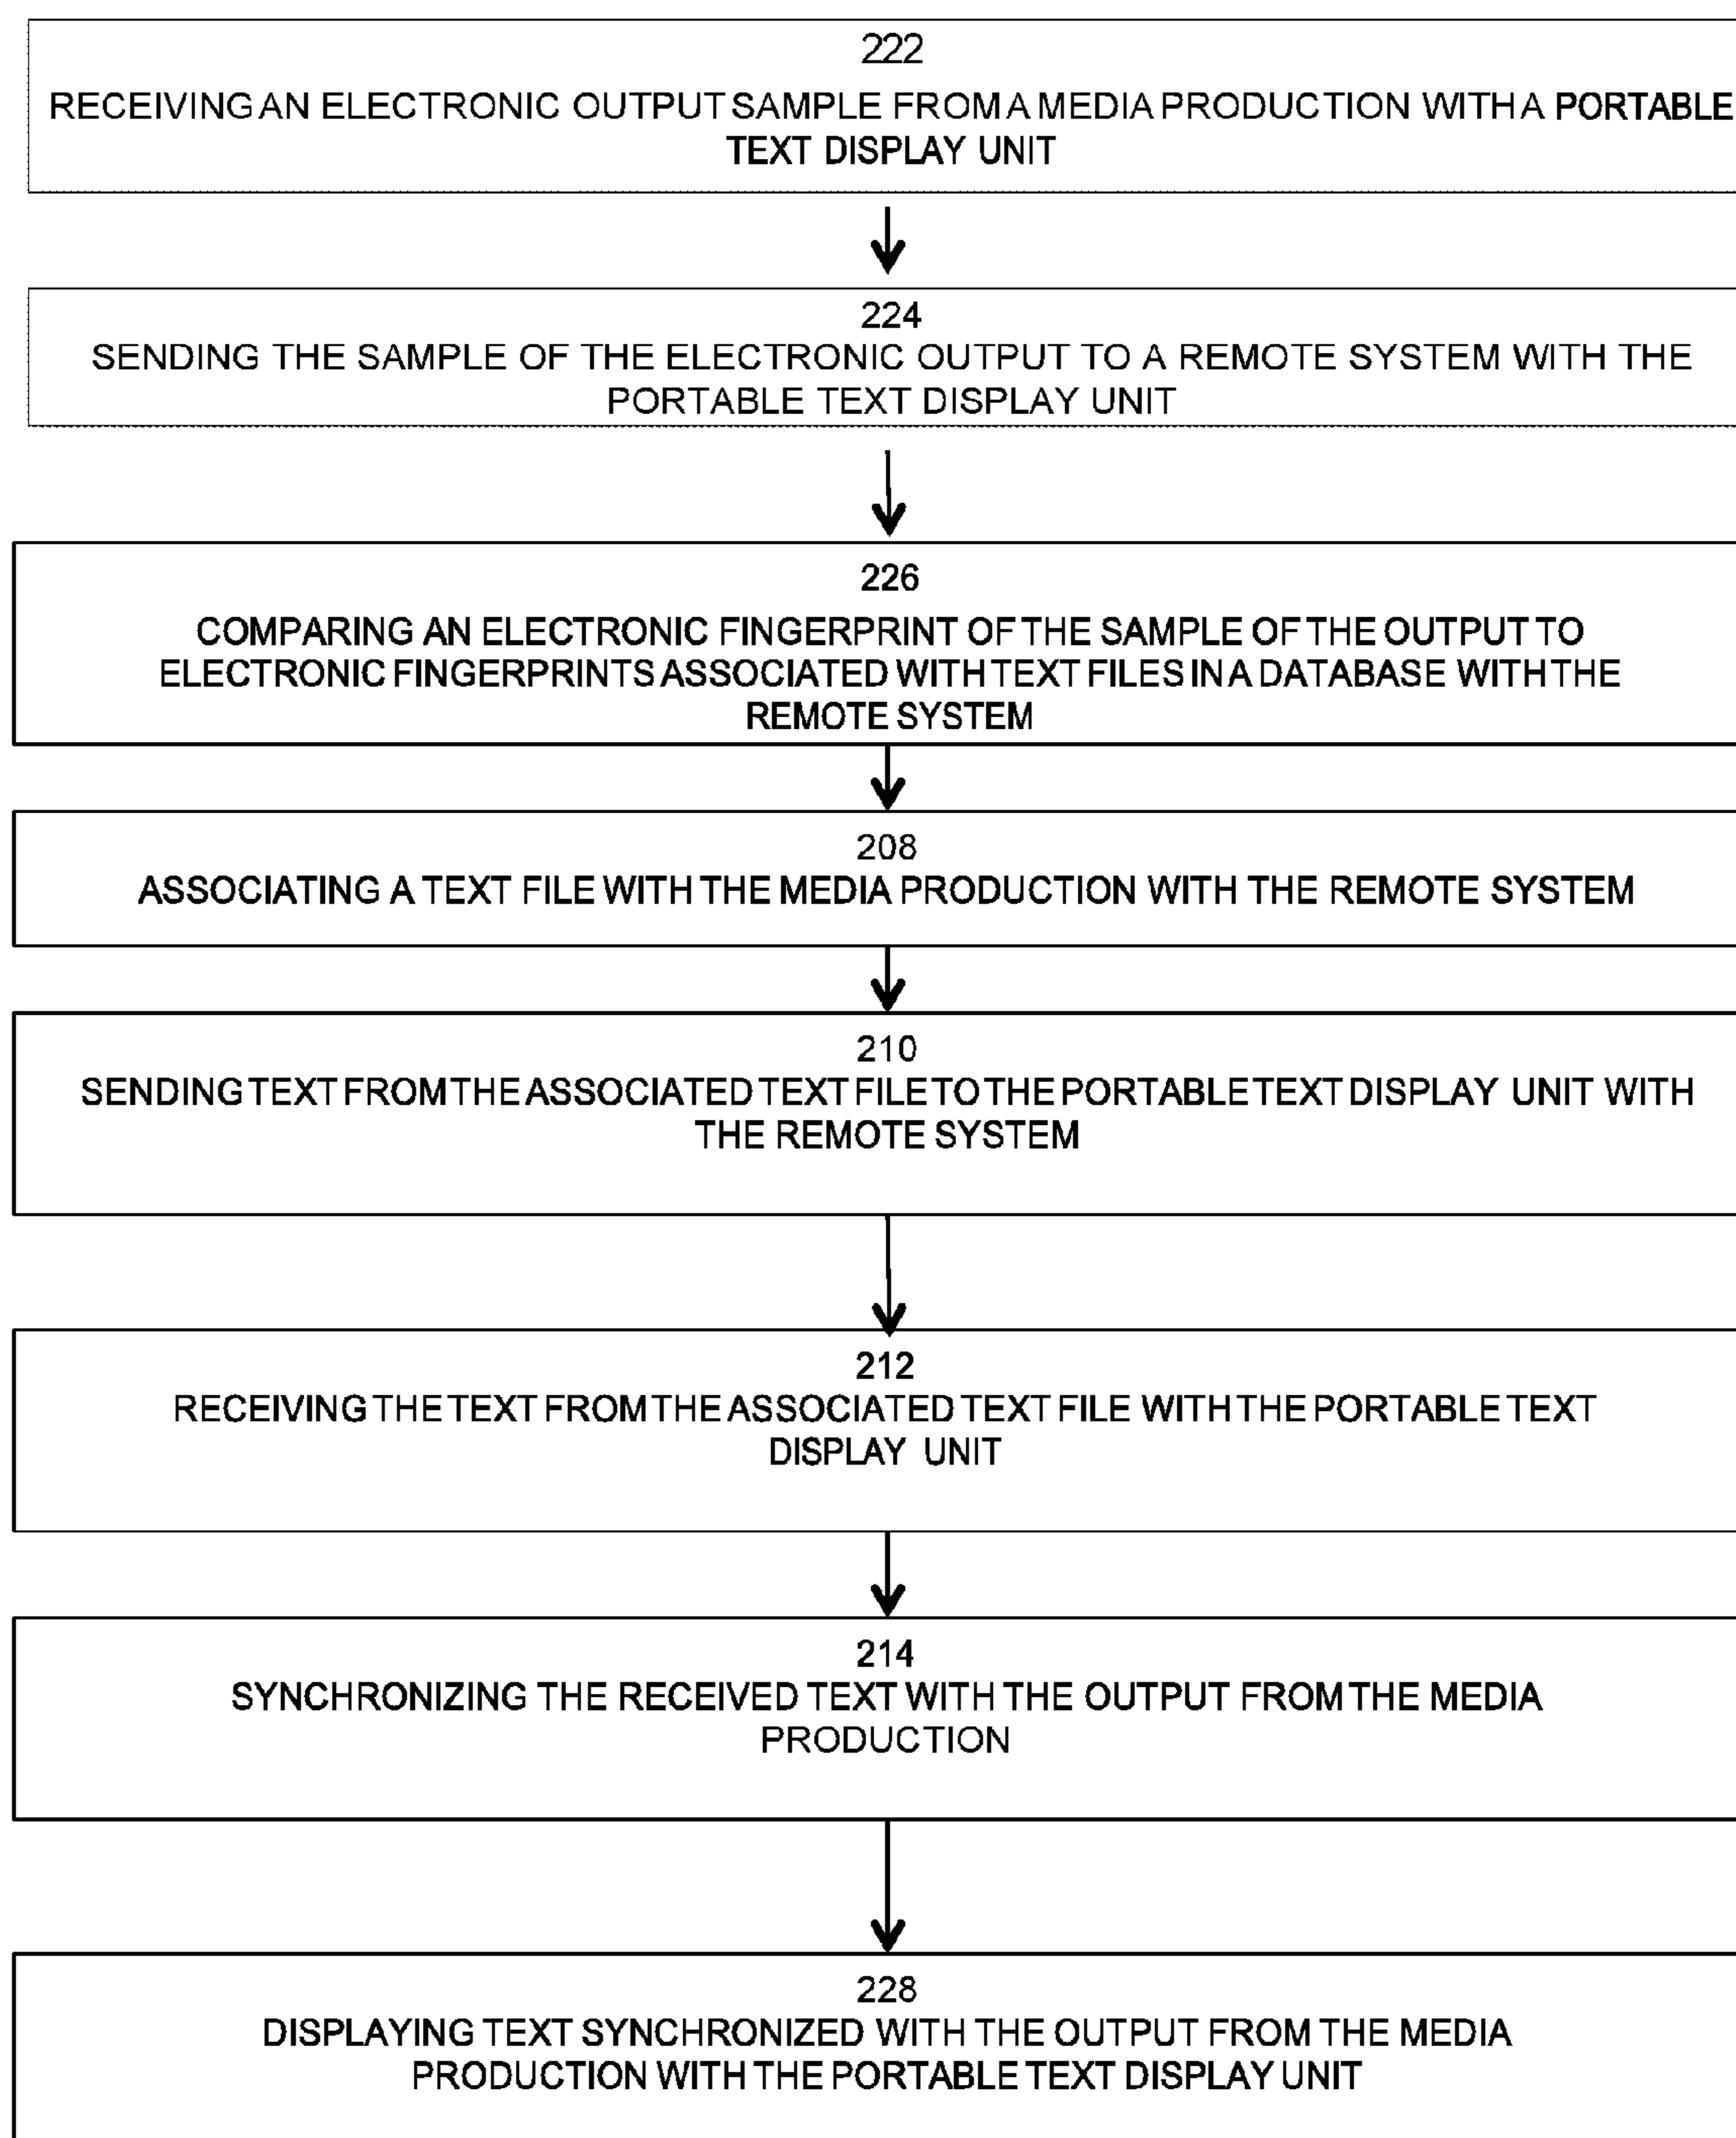 222
RECEIVING AN ELECTRONIC OUTPUT SAMPLE FROM A MEDIA PRODUCTION WITH A PORTABLE
TEXT DISPLAY UNIT
224
SENDING THE SAMPLE OF THE ELECTRONIC OUTPUT TO A REMOTE SYSTEM WITH THE
PORTABLE TEXT DISPLAY UNIT
226
COMPARING AN ELECTRONIC FINGERPRINT OF THE SAMPLE OF THE OUTPUT TO
ELECTRONIC FINGERPRINTS ASSOCIATED WITH TEXT FILES IN A DATABASE WITH THE
REMOTE SYSTEM
208
ASSOCIATING A TEXT FILE WITH THE MEDIA PRODUCTION WITH THE REMOTE SYSTEM
210
SENDING TEXT FROM THE ASSOCIATED TEXT FILE TO THE PORTABLE TEXT DISPLAY UNIT WITH
THE REMOTE SYSTEM
212
RECEIVING THE TEXT FROM THE ASSOCIATED TEXT FILE WITH THE PORTABLE TEXT
DISPLAY UNIT
214
SYNCHRONIZING THE RECEIVED TEXT WITH THE OUTPUT FROM THE MEDIA
PRODUCTION
228
DISPLAYING TEXT SYNCHRONIZED WITH THE OUTPUT FROM THE MEDIA
PRODUCTION WITH THE PORTABLE TEXT DISPLAY UNIT